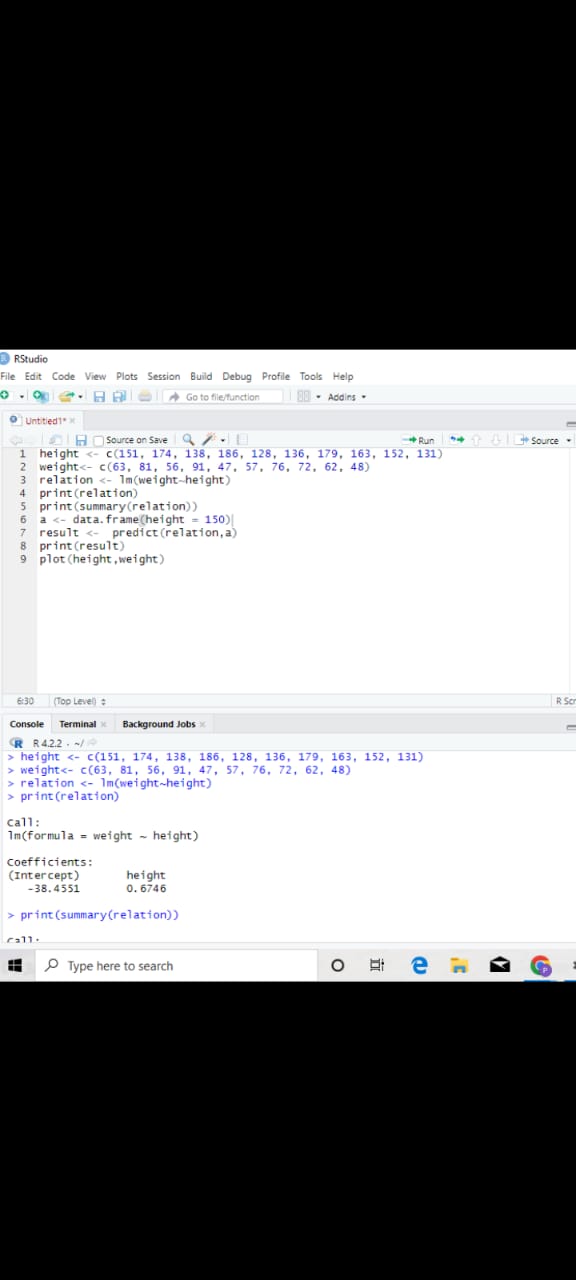 RStudio
File Edit Code View Plots Session Build Debug Profile Tools Help
Go to file/function Addins
Untitled1*
Source on Save Run Source
1 height <- c(151, 174, 138, 186, 128, 136, 179, 163, 152, 131)
2 weight<- c(63, 81, 56, 91, 47, 57, 76, 72, 62, 48)
3 relation <- lm(weight~height)
4 print(relation)
5 print(summary(relation))
6 a <- data.frame(height = 150)
7 result <-  predict(relation,a)
8 print(result)
9 plot(height,weight)
6:30 (Top Level) R Scr
Console Terminal Background Jobs
R 4.2.2 . ~/
> height <- c(151, 174, 138, 186, 128, 136, 179, 163, 152, 131)
> weight<- c(63, 81, 56, 91, 47, 57, 76, 72, 62, 48)
> relation <- lm(weight~height)
> print(relation)
Call:
lm(formula = weight ~ height)
Coefficients:
(Intercept) height
-38.4551 0.6746
> print(summary(relation))
Call:
Type here to search